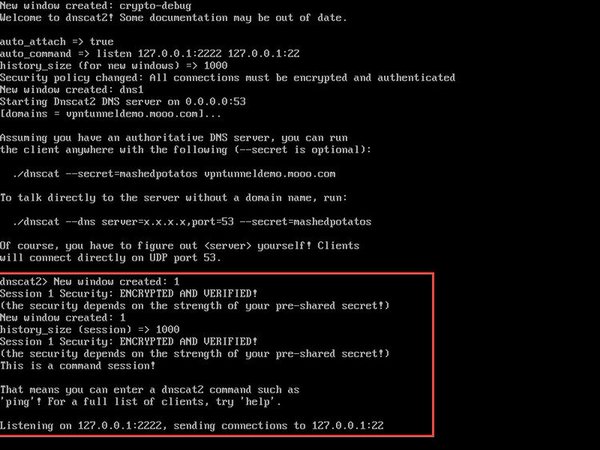 New window created: crypto-debug
Welcome to dnscat2! Some documentation may be out of date.
auto_attach => true
auto_command => listen 127.0.0.1:2222 127.0.0.1:22
history_size (for new windows) => 1000
Security policy changed: All connections must be encrypted and authenticated
New window created: dns1
Starting Dnscat2 DNS server on 0.0.0.0:53
[domains = vpntunneldemo.mooo.com]...
Assuming you have an authoritative DNS server, you can run
the client anywhere with the following (--secret is optional):
./dnscat --secret=mashedpotatos vpntunneldemo.mooo.com
To talk directly to the server without a domain name, run:
./dnscat --dns server=x.x.x.x,port=53 --secret=mashedpotatos
Of course, you have to figure out <server> yourself! Clients
will connect directly on UDP port 53.
dnscat2> New window created: 1
Session 1 Security: ENCRYPTED AND VERIFIED!
(the security depends on the strength of your pre-shared secret!)
New window created: 1
history_size (session) => 1000
Session 1 Security: ENCRYPTED AND VERIFIED!
(the security depends on the strength of your pre-shared secret!)
This is a command session!
That means you can enter a dnscat2 command such as
'ping'! For a full list of clients, try 'help'.
Listening on 127.0.0.1:2222, sending connections to 127.0.0.1:22